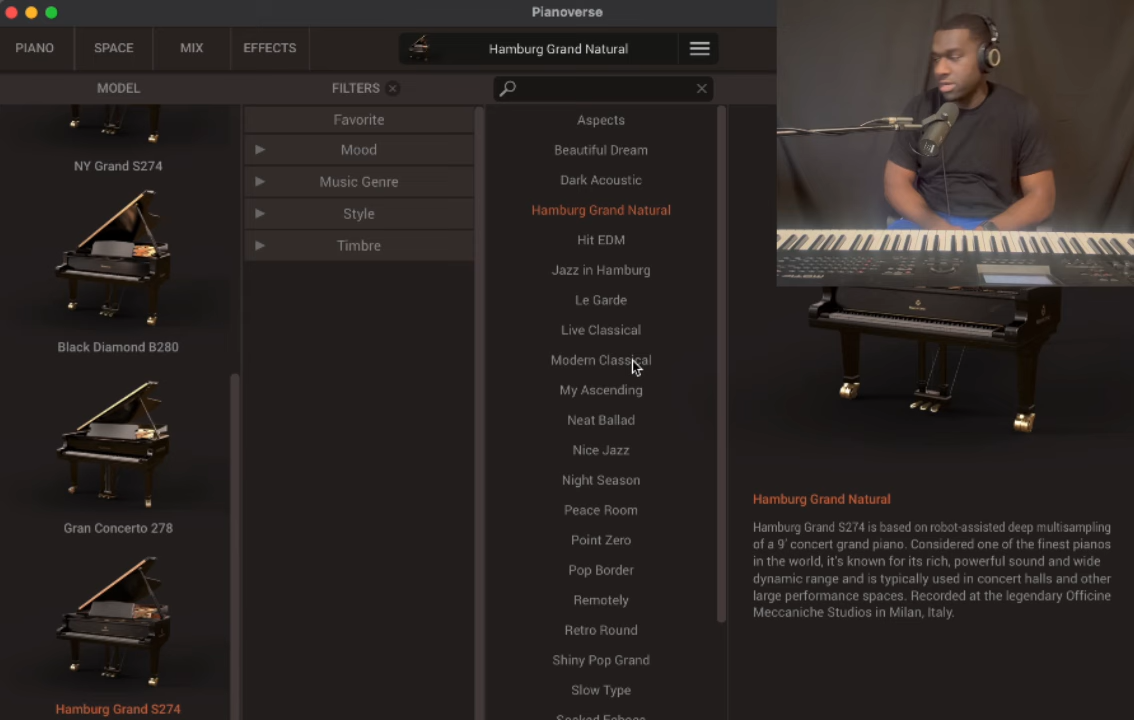 Pianoverse
PIANO
SPACE
MIX
EFFECTS
Hamburg Grand Natural
MODEL
FILTERS
NY Grand S274
Black Diamond B280
Gran Concerto 278
Hamburg Grand S274
Favorite
Mood
Music Genre
Style
Timbre
Aspects
Beautiful Dream
Dark Acoustic
Hamburg Grand Natural
Hit EDM
Jazz in Hamburg
Le Garde
Live Classical
Modern Classical
My Ascending
Neat Ballad
Nice Jazz
Night Season
Peace Room
Point Zero
Pop Border
Remotely
Retro Round
Shiny Pop Grand
Slow Type
Hamburg Grand Natural
Hamburg Grand S274 is based on robot-assisted deep multisampling
of a 9' concert grand piano. Considered one of the finest pianos
in the world, it's known for its rich, powerful sound and wide
dynamic range and is typically used in concert halls and other
large performance spaces. Recorded at the legendary Officine
Meccaniche Studios in Milan, Italy.